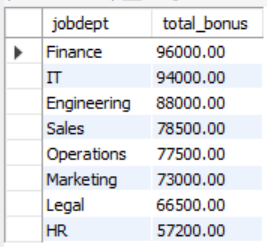 jobdept total_bonus
Finance 96000.00
IT 94000.00
Engineering 88000.00
Sales 78500.00
Operations 77500.00
Marketing 73000.00
Legal 66500.00
HR 57200.00